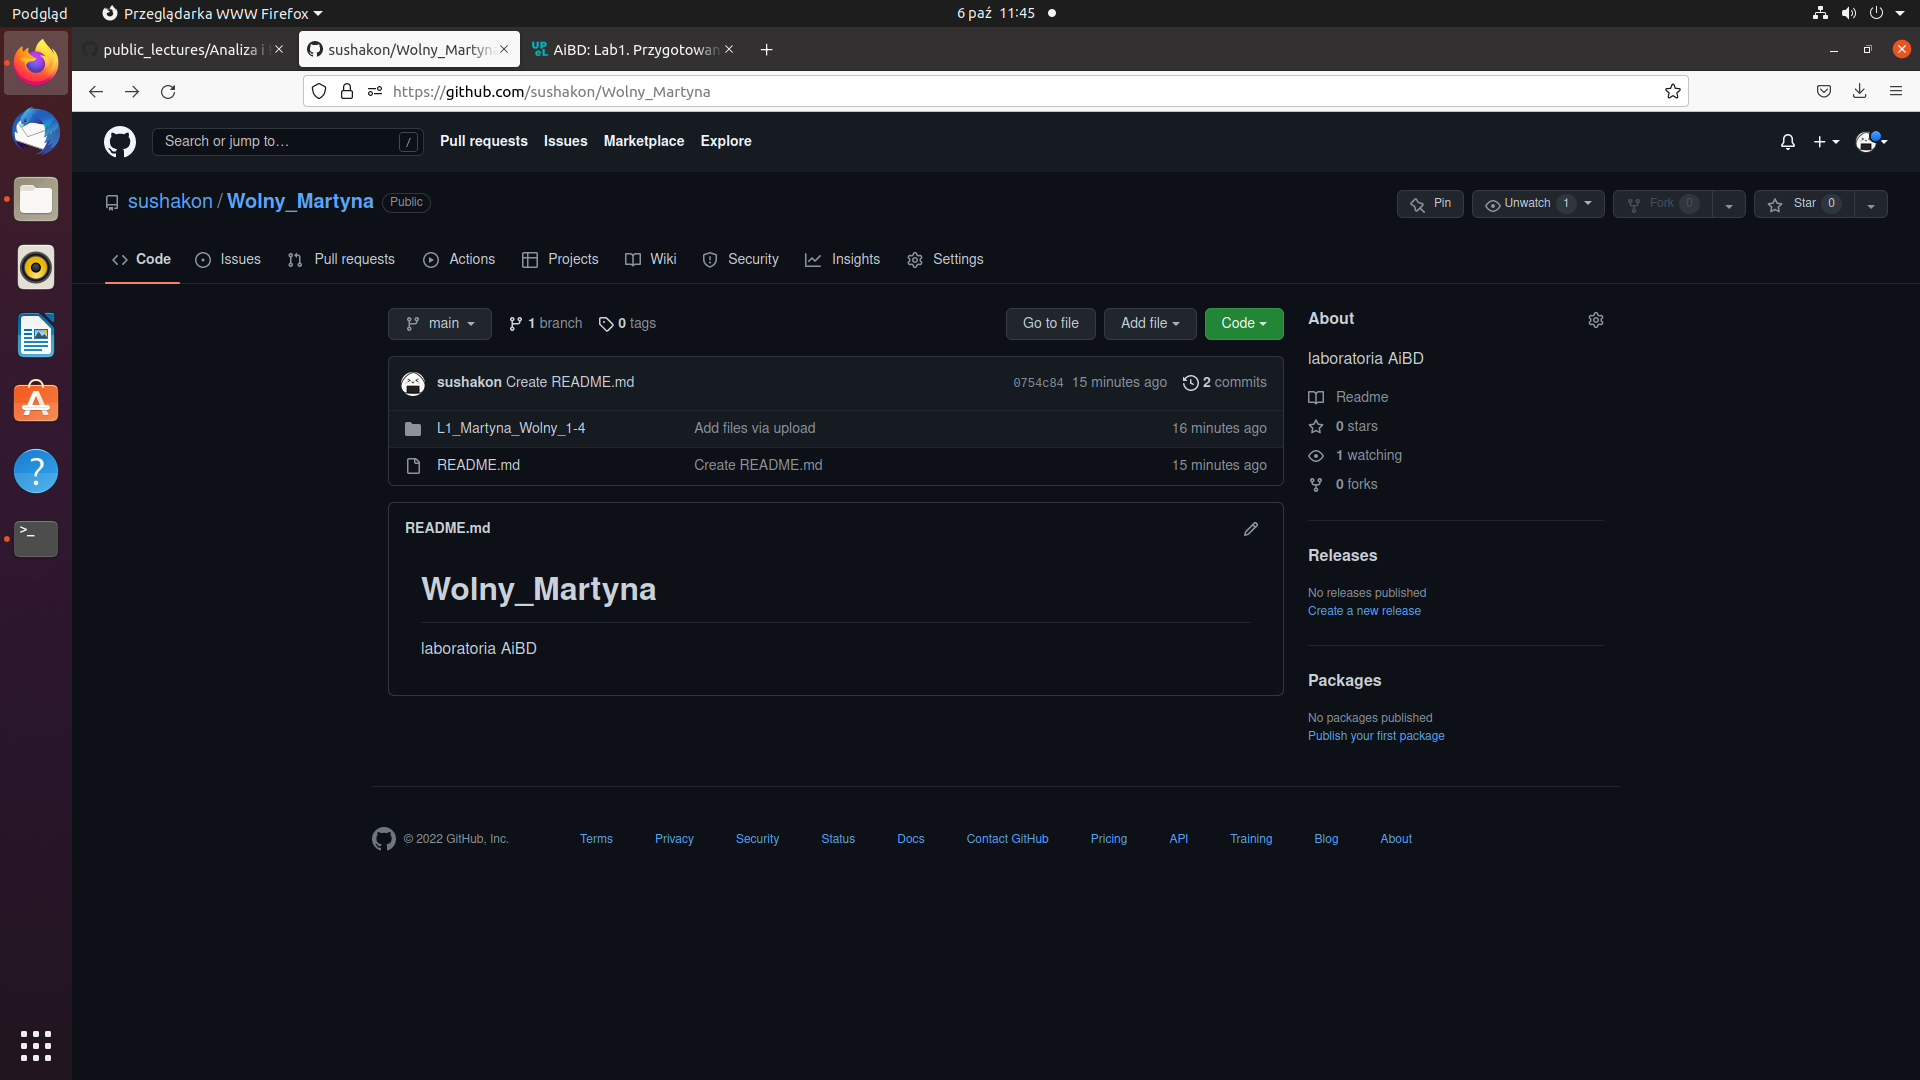 Podgląd
Przeglądarka WWW Firefox
6 paź 11:45
public_lectures/Analiza i
sushakon/Wolny_Martyna
AiBD: Lab1. Przygotowan
https://github.com/sushakon/Wolny_Martyna
Search or jump to…
/
Pull requests
Issues
Marketplace
Explore
sushakon / Wolny_Martyna
Public
Pin
Unwatch 1
Fork 0
Star 0
Code
Issues
Pull requests
Actions
Projects
Wiki
Security
Insights
Settings
main
1 branch
0 tags
Go to file
Add file
Code
sushakon Create README.md
0754c84 15 minutes ago
2 commits
L1_Martyna_Wolny_1-4
Add files via upload
16 minutes ago
README.md
Create README.md
15 minutes ago
README.md
Wolny_Martyna
laboratoria AiBD
About
laboratoria AiBD
Readme
0 stars
1 watching
0 forks
Releases
No releases published
Create a new release
Packages
No packages published
Publish your first package
© 2022 GitHub, Inc.
Terms
Privacy
Security
Status
Docs
Contact GitHub
Pricing
API
Training
Blog
About